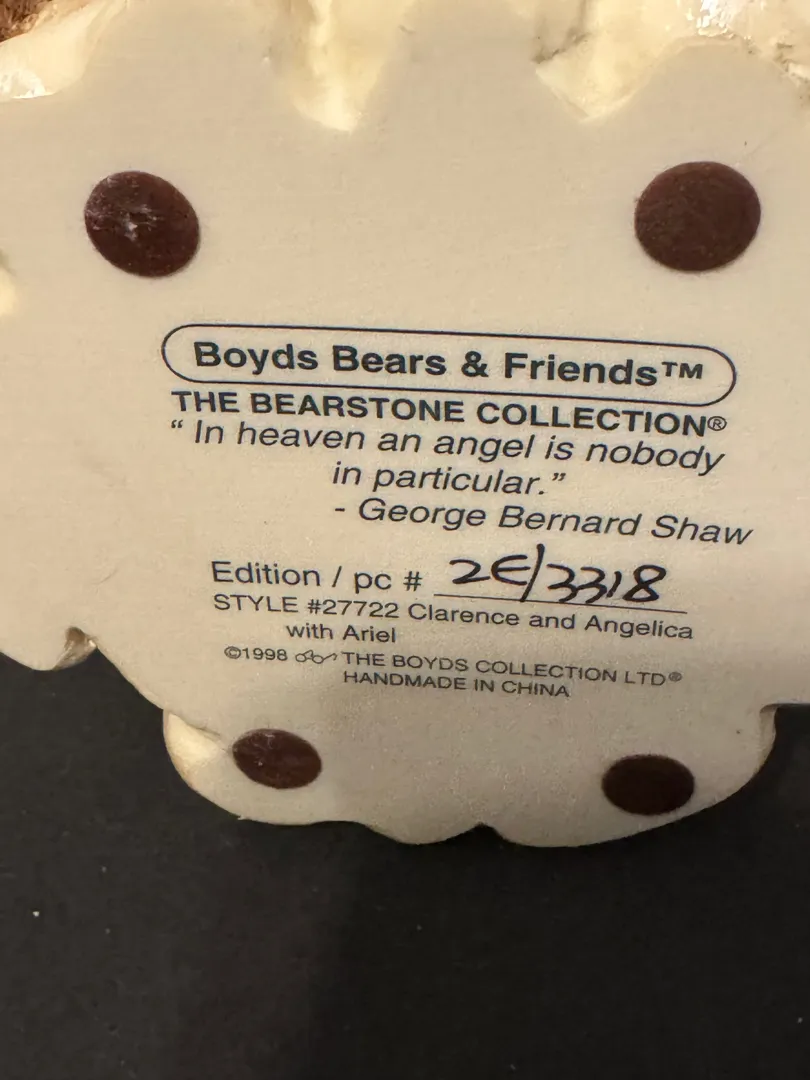 Boyds Bears & Friends™
THE BEARSTONE COLLECTION®
“ In heaven an angel is nobody
in particular.”
- George Bernard Shaw
Edition / pc # 2E/3318
STYLE #27722 Clarence and Angelica
with Ariel
©1998 THE BOYDS COLLECTION LTD®
HANDMADE IN CHINA